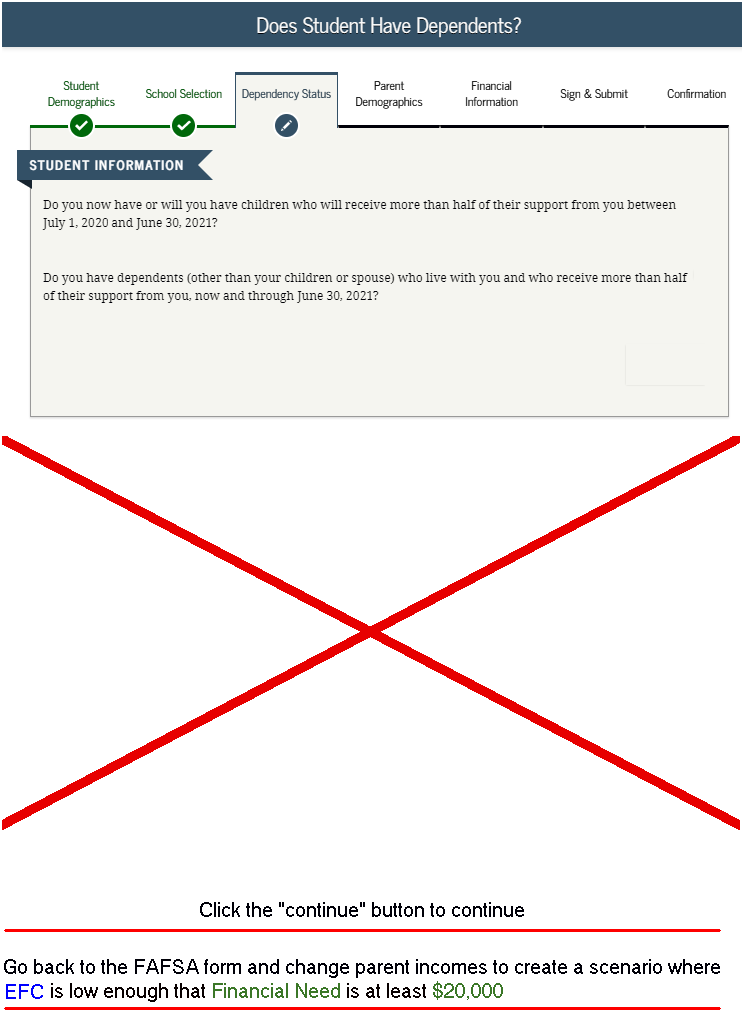 Does Student Have Dependents?
Student
Demographics
School Selection
Dependency Status
Parent
Demographics
Financial
Information
Sign & Submit
Confirmation
STUDENT INFORMATION
Do you now have or will you have children who will receive more than half of their support from you between
July 1, 2020 and June 30, 2021?
Do you have dependents (other than your children or spouse) who live with you and who receive more than half
of their support from you, now and through June 30, 2021?
Click the "continue" button to continue
Go back to the FAFSA form and change parent incomes to create a scenario where
EFC is low enough that Financial Need is at least $20,000